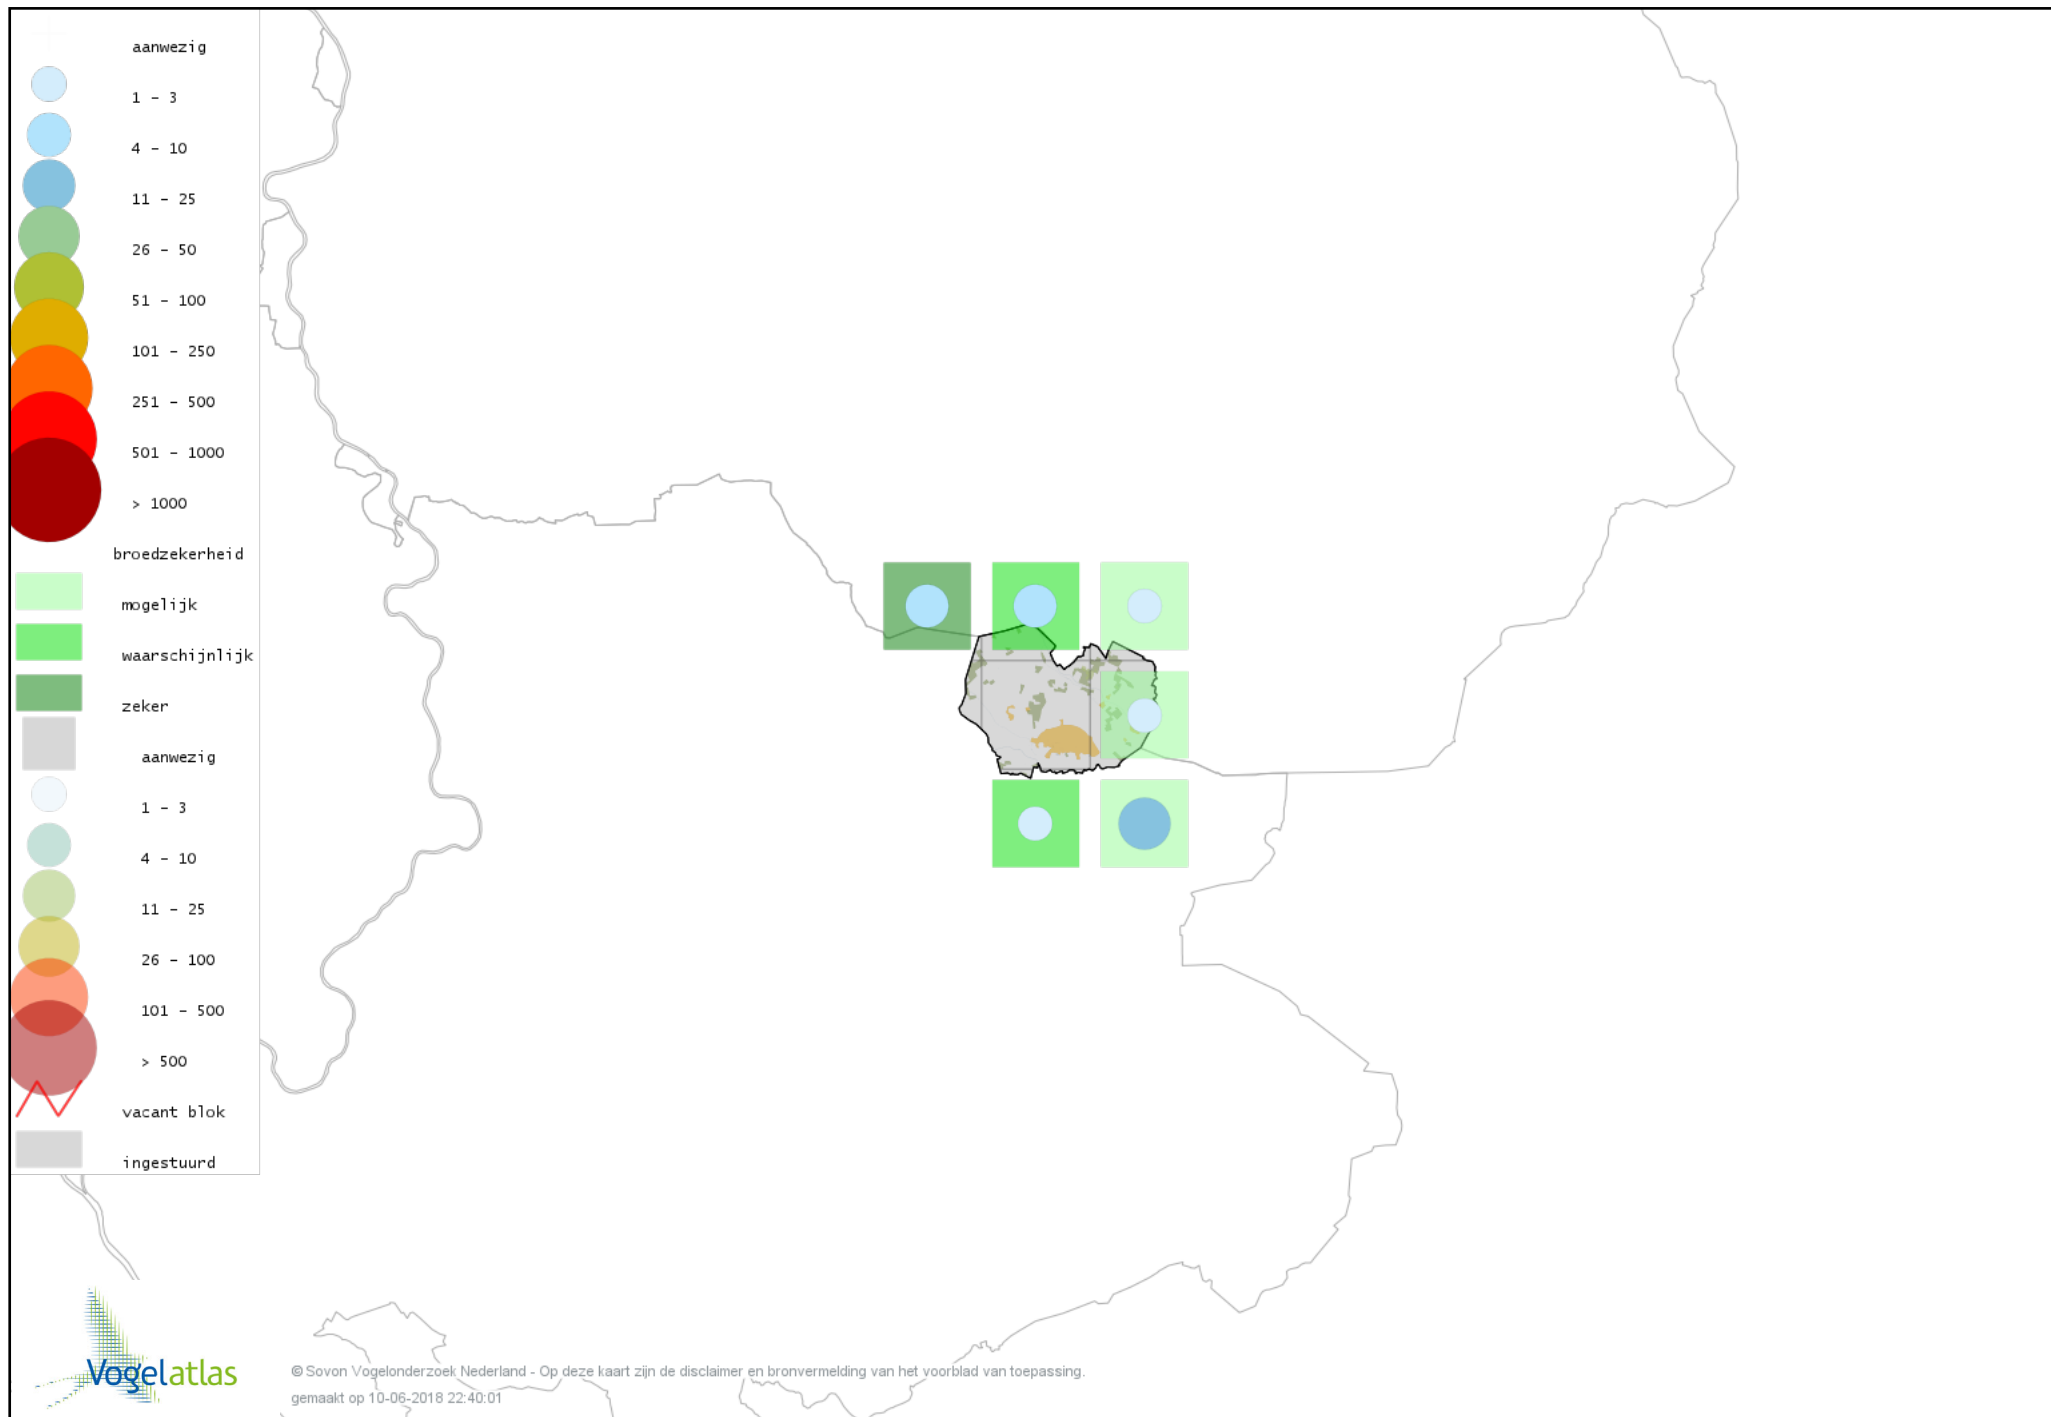 aanwezig
1 - 3
4 - 10
11 - 25
26 - 50
51 - 100
101 - 250
251 - 500
501 - 1000
> 1000
broedzekerheid
mogelijk
waarschijnlijk
zeker
aanwezig
1 - 3
4 - 10
11 - 25
26 - 100
101 - 500
> 500
vacant blok
ingestuurd
Vogelatlas
© Sovon Vogelonderzoek Nederland - Op deze kaart zijn de disclaimer en bronvermelding van het voorblad van toepassing.
gemaakt op 10-06-2018 22:40:01